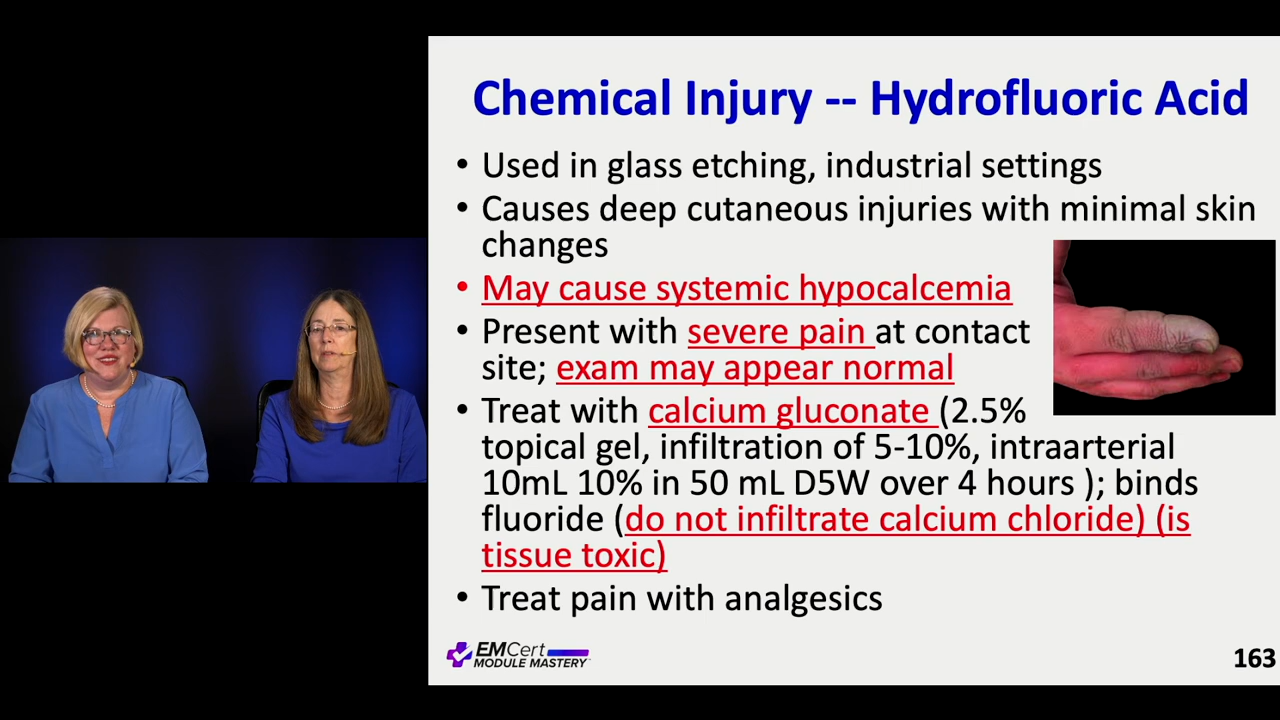 Chemical Injury -- Hydrofluoric Acid
• Used in glass etching, industrial settings
• Causes deep cutaneous injuries with minimal skin
changes
• May cause systemic hypocalcemia
• Present with severe pain at contact
site; exam may appear normal
• Treat with calcium gluconate (2.5%
topical gel, infiltration of 5-10%, intraarterial
10mL 10% in 50 mL D5W over 4 hours ); binds
fluoride (do not infiltrate calcium chloride) (is
tissue toxic)
• Treat pain with analgesics
EMCert
MODULE MASTERY
163